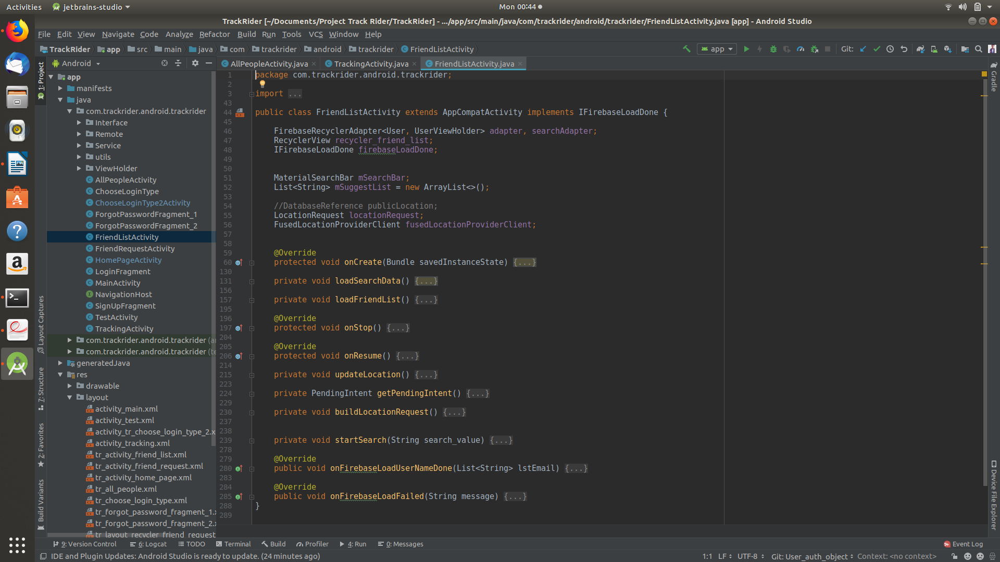 Activities jetbrains-studio Mon 00:44
TrackRider [~/Documents/Project Track Rider/TrackRider] - .../app/src/main/java/com/trackrider/android/trackrider/FriendListActivity.java [app] - Android Studio
File Edit View Navigate Code Analyze Refactor Build Run Tools VCS Window Help
TrackRider app src main java com trackrider android trackrider FriendListActivity app Git:
Android
AllPeopleActivity.java TrackingActivity.java FriendListActivity.java
1: Project
Layout Captures
7: Structure
2: Favorites
Build Variants
app
manifests
java
com.trackrider.android.trackrider
Interface
Remote
Service
utils
ViewHolder
AllPeopleActivity
ChooseLoginType
ChooseLoginType2Activity
ForgotPasswordFragment_1
ForgotPasswordFragment_2
FriendListActivity
FriendRequestActivity
HomePageActivity
LoginFragment
MainActivity
NavigationHost
SignUpFragment
TestActivity
TrackingActivity
com.trackrider.android.trackrider (a
com.trackrider.android.trackrider (te
generatedJava
res
drawable
layout
activity_main.xml
activity_test.xml
activity_tr_choose_login_type_2.x
activity_tracking.xml
tr_activity_friend_list.xml
tr_activity_friend_request.xml
tr_activity_home_page.xml
tr_all_people.xml
tr_choose_login_type.xml
tr_forgot_password_fragment_1.x
tr_forgot_password_fragment_2.x
tr_layout_recycler_friend_request
1 package com.trackrider.android.trackrider;
2
3 import ...
43
44 public class FriendListActivity extends AppCompatActivity implements IFirebaseLoadDone {
45
46 FirebaseRecyclerAdapter<User, UserViewHolder> adapter, searchAdapter;
47 RecyclerView recycler_friend_list;
48 IFirebaseLoadDone firebaseLoadDone;
49
50
51 MaterialSearchBar mSearchBar;
52 List<String> mSuggestList = new ArrayList<>();
53
54 //DatabaseReference publicLocation;
55 LocationRequest locationRequest;
56 FusedLocationProviderClient fusedLocationProviderClient;
57
58
59 @Override
60 protected void onCreate(Bundle savedInstanceState) {...}
130
131 private void loadSearchData() {...}
156
157 private void loadFriendList() {...}
195
196 @Override
197 protected void onStop() {...}
204
205 @Override
206 protected void onResume() {...}
214
215 private void updateLocation() {...}
223
224 private PendingIntent getPendingIntent() {...}
229
230 private void buildLocationRequest() {...}
237
238
239 private void startSearch(String search_value) {...}
278
279 @Override
280 public void onFirebaseLoadUserNameDone(List<String> lstEmail) {...}
283
284 @Override
285 public void onFirebaseLoadFailed(String message) {...}
288 }
289
Gradle
Device File Explorer
9: Version Control 6: Logcat TODO Terminal Build Profiler 4: Run 0: Messages 9+ Event Log
IDE and Plugin Updates: Android Studio is ready to update. (24 minutes ago) 1:1 LF UTF-8 Git: User_auth_object Context: <no context>